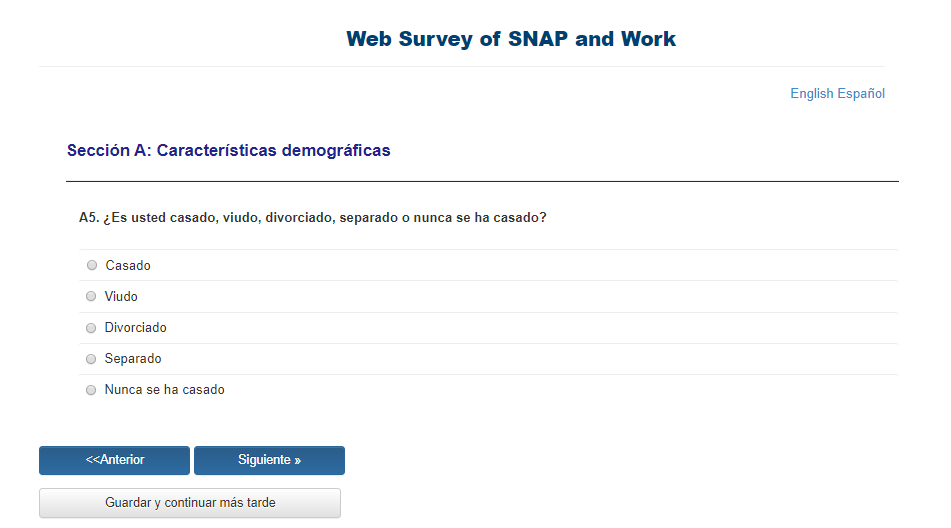 Web Survey of SNAP and Work
English Español
Sección A: Características demográficas
A5. ¿Es usted casado, viudo, divorciado, separado o nunca se ha casado?
Casado
Viudo
Divorciado
Separado
Nunca se ha casado
<<Anterior Siguiente »
Guardar y continuar más tarde